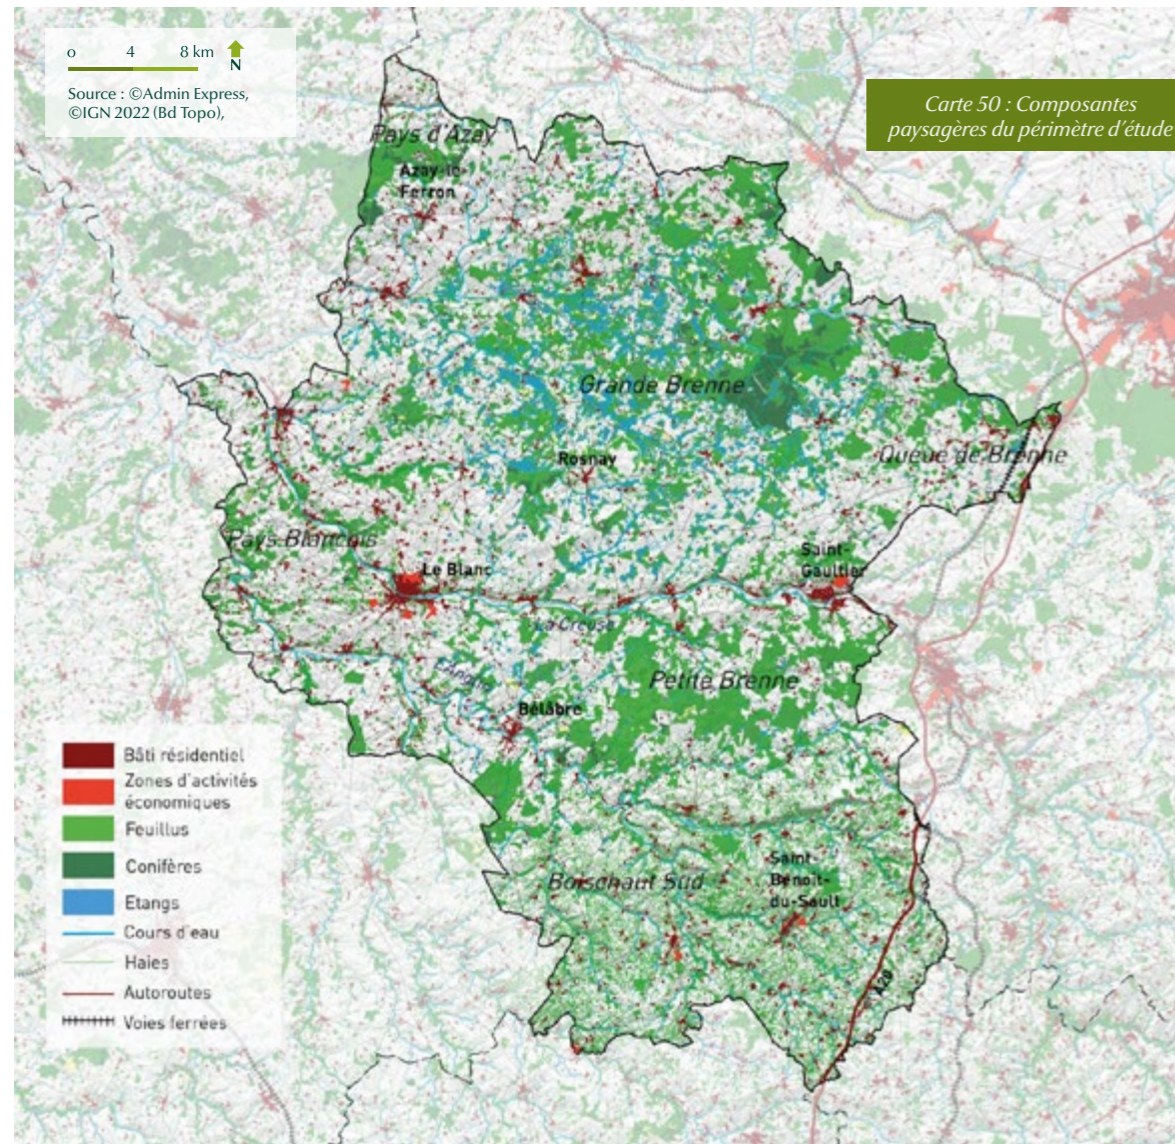 o 4 8 km
N
Source : ©Admin Express,
©IGN 2022 (Bd Topo),
Carte 50 : Composantes
paysagères du périmètre d'étude
Pays d'Azay
Azay-le-
Ferron
Grande Brenne
Rosnay
Queue de Brenne
Pays Blancois
Le Blanc
Saint-
Gaultier
La Creuse
L'Anglin
Petite Brenne
Bélâbre
Boischaut Sud
Saint-
Benoît-
du-Sault
A20
Bâti résidentiel
Zones d'activités
économiques
Feuillus
Conifères
Etangs
Cours d'eau
Haies
Autoroutes
Voies ferrées